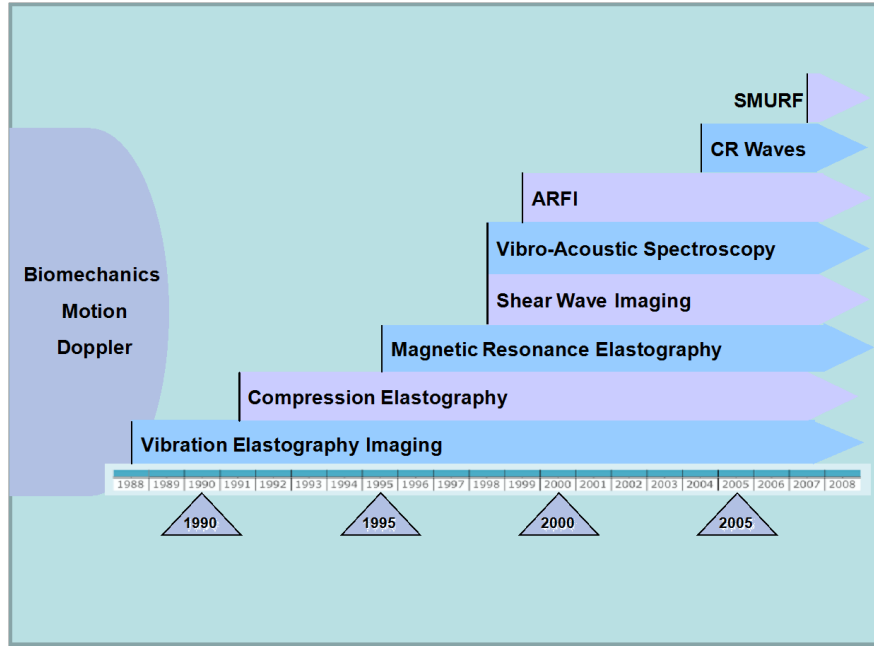 SMURF
CR Waves
ARFI
Vibro-Acoustic Spectroscopy
Biomechanics
Motion
Doppler
Shear Wave Imaging
Magnetic Resonance Elastography
Compression Elastography
Vibration Elastography Imaging
1988 1989 1990 1991 1992 1993 1994 1995 1996 1997 1998 1999 2000 2001 2002 2003 2004 2005 2006 2007 2008
1990 1995 2000 2005